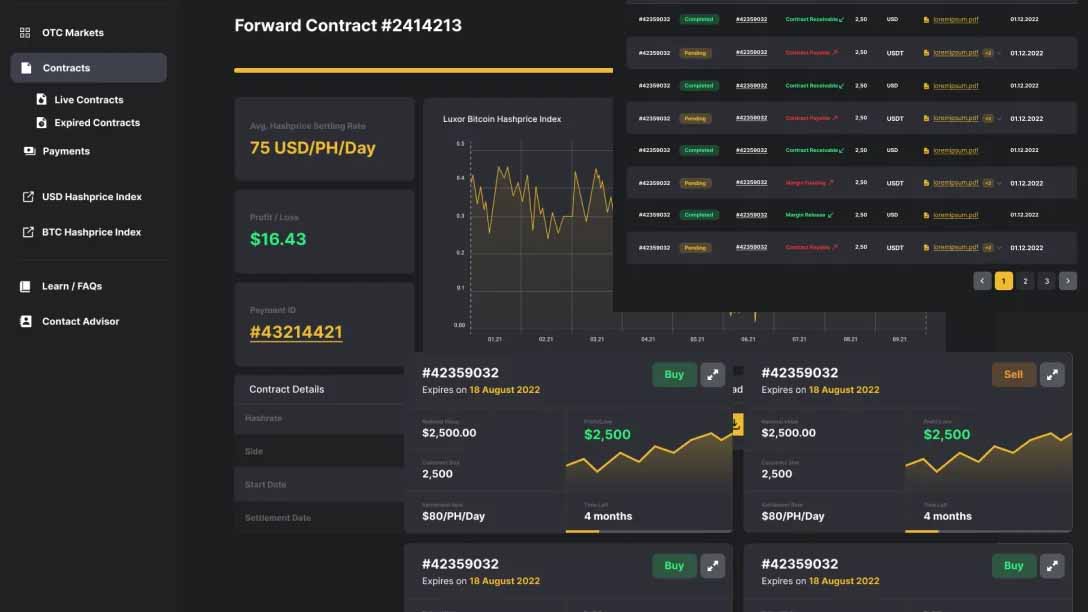 OTC Markets
Contracts
Live Contracts
Expired Contracts
Payments
USD Hashprice Index
BTC Hashprice Index
Learn / FAQs
Contact Advisor
Forward Contract #2414213
Avg. Hashprice Settling Rate
75 USD/PH/Day
Profit / Loss
$16.43
Payment ID
#43214421
Luxor Bitcoin Hashprice Index
0.5
0.4
0.3
0.2
0.1
0.00
01.21 02.21 03.21 04.21 05.21 06.21 07.21 08.21 09.21
#42359032 Completed #42359032 Contract Receivable 2,50 USD loremipsum.pdf 01.12.2022
#42359032 Pending #42359032 Contract Payable 2,50 USDT loremipsum.pdf +2 01.12.2022
#42359032 Completed #42359032 Contract Receivable 2,50 USD loremipsum.pdf 01.12.2022
#42359032 Pending #42359032 Contract Payable 2,50 USDT loremipsum.pdf +2 01.12.2022
#42359032 Completed #42359032 Contract Receivable 2,50 USD loremipsum.pdf 01.12.2022
#42359032 Pending #42359032 Margin Funding 2,50 USDT loremipsum.pdf +2 01.12.2022
#42359032 Completed #42359032 Margin Release 2,50 USD loremipsum.pdf 01.12.2022
#42359032 Pending #42359032 Contract Payable 2,50 USDT loremipsum.pdf +2 01.12.2022
1 2 3
Contract Details
Hashrate
Side
Start Date
Settlement Date
#42359032 Buy
Expires on 18 August 2022
Profit/Loss
$2,500.00 $2,500
Contract Size
2,500
Settlement Rate Time Left
$80/PH/Day 4 months
ad
#42359032 Sell
Expires on 18 August 2022
Profit/Loss
$2,500.00 $2,500
Contract Size
2,500
Settlement Rate Time Left
$80/PH/Day 4 months
#42359032 Buy
Expires on 18 August 2022
#42359032 Buy
Expires on 18 August 2022